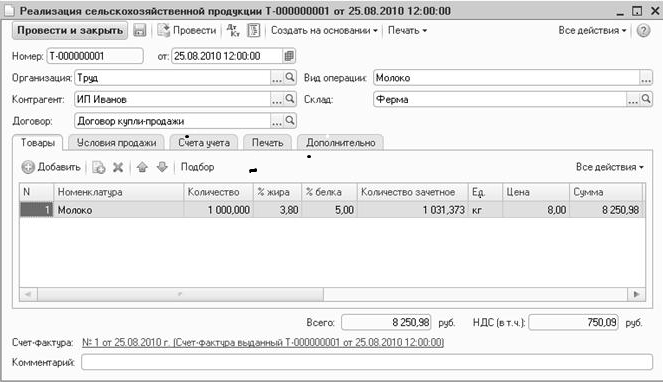 Реализация сельскохозяйственной продукции Т-000000001 от 25.08.2010 12:00:00
Провести и закрыть Провести Дт Кт Создать на основании Печать Все действия ?
Номер: Т-000000001 от: 25.08.2010 12:00:00
Организация: Труд ... Вид операции: Молоко ...
Контрагент: ИП Иванов ... Склад: Ферма ...
Договор: Договор купли-продажи ...
Товары Условия продажи Счета учета Печать Дополнительно
Добавить Подбор Все действия
N Номенклатура Количество % жира % белка Количество зачетное Ед. Цена Сумма
1 Молоко 1 000,000 3,80 5,00 1 031,373 кг 8,00 8 250,98
Всего: 8 250,98 руб. НДС (в т.ч.): 750,09 руб.
Счет-фактура: № 1 от 25.08.2010 г. (Счет-фактура выданный Т-000000001 от 25.08.2010 12:00:00)
Комментарий: